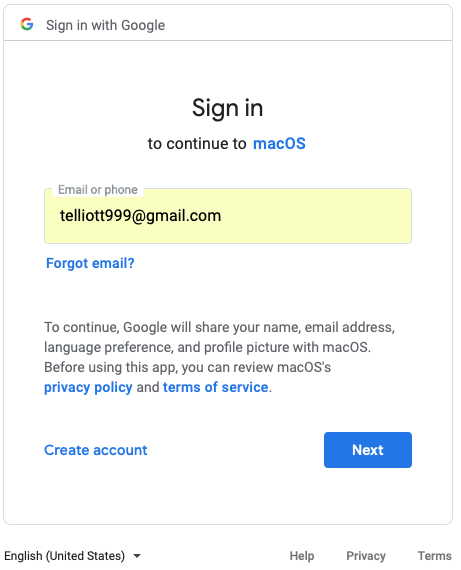 Sign in with Google
Sign in
to continue to macOS
Email or phone
telliott999@gmail.com
Forgot email?
To continue, Google will share your name, email address,
language preference, and profile picture with macOS.
Before using this app, you can review macOS's
privacy policy and terms of service.
Create account
Next
English (United States)
Help
Privacy
Terms